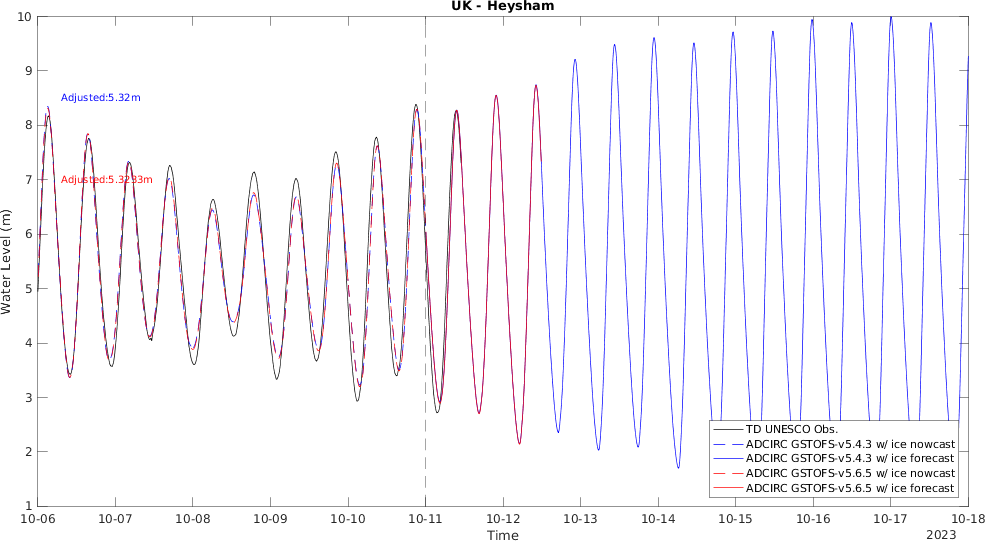 UK - Heysham
10
9
8
7
6
5
4
3
2
1
Water Level (m)
Adjusted:5.32m
Adjusted:5.3233m
TD UNESCO Obs.
ADCIRC GSTOFS-v5.4.3 w/ ice nowcast
ADCIRC GSTOFS-v5.4.3 w/ ice forecast
ADCIRC GSTOFS-v5.6.5 w/ ice nowcast
ADCIRC GSTOFS-v5.6.5 w/ ice forecast
10-06 10-07 10-08 10-09 10-10 10-11 10-12 10-13 10-14 10-15 10-16 10-17 10-18
Time
2023